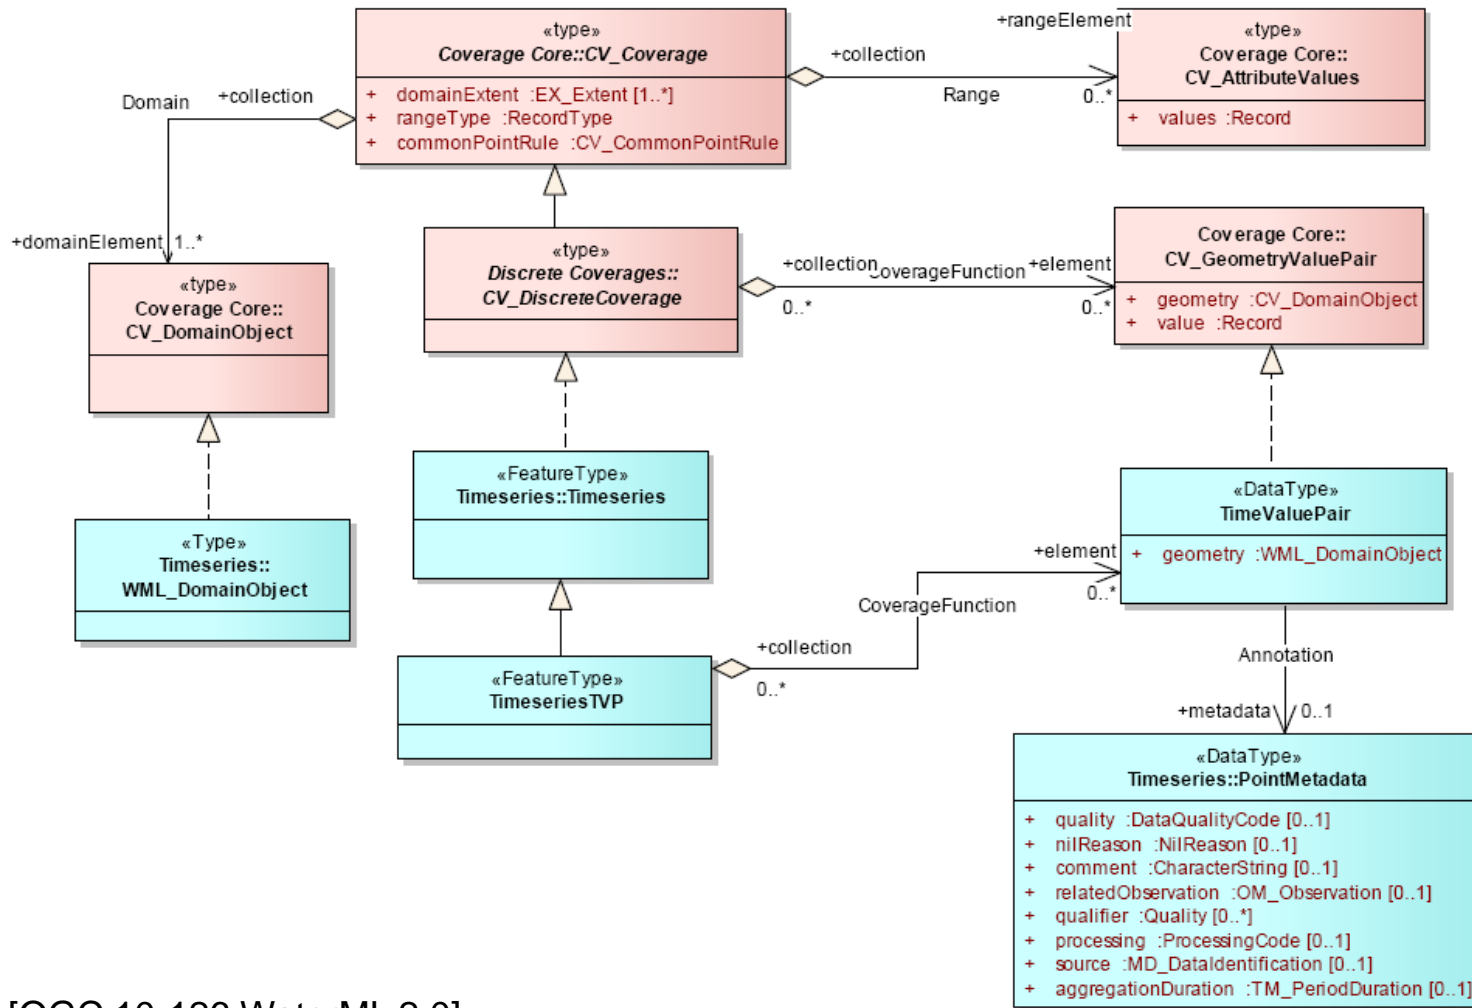 «type»
Coverage Core::CV_Coverage
+ domainExtent :EX_Extent [1..*]
+ rangeType :RecordType
+ commonPointRule :CV_CommonPointRule
+collection
Range
+rangeElement
0..*
«type»
Coverage Core::
CV_AttributeValues
+ values :Record
Domain
+collection
+domainElement
1..*
«type»
Coverage Core::
CV_DomainObject
«type»
Discrete Coverages::
CV_DiscreteCoverage
+collection
0..*
CoverageFunction
+element
0..*
Coverage Core::
CV_GeometryValuePair
+ geometry :CV_DomainObject
+ value :Record
«Type»
Timeseries::
WML_DomainObject
«FeatureType»
Timeseries::Timeseries
«DataType»
TimeValuePair
+ geometry :WML_DomainObject
«FeatureType»
TimeseriesTVP
+collection
0..*
CoverageFunction
+element
0..*
Annotation
+metadata
0..1
«DataType»
Timeseries::PointMetadata
+ quality :DataQualityCode [0..1]
+ nilReason :NilReason [0..1]
+ comment :CharacterString [0..1]
+ relatedObservation :OM_Observation [0..1]
+ qualifier :Quality [0..*]
+ processing :ProcessingCode [0..1]
+ source :MD_DataIdentification [0..1]
+ aggregationDuration :TM_PeriodDuration [0..1]